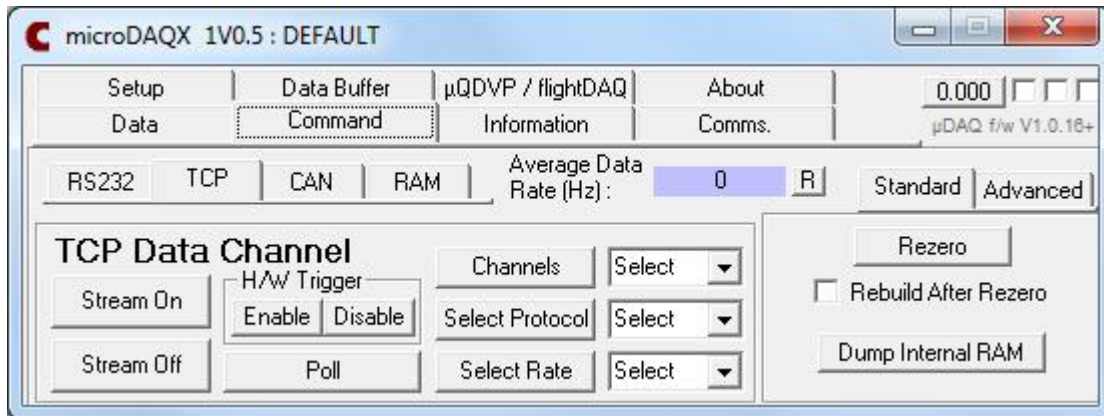 microDAQX 1V0.5 : DEFAULT
Setup Data Buffer µQDVP / flightDAQ About 0.000
Data Command Information Comms. µDAQ f/w V1.0.16+
RS232 TCP CAN RAM Average Data Rate (Hz) : 0 R Standard Advanced
TCP Data Channel
H/W Trigger
Stream On Enable Disable
Stream Off Poll
Channels Select
Select Protocol Select
Select Rate Select
Rezero
Rebuild After Rezero
Dump Internal RAM